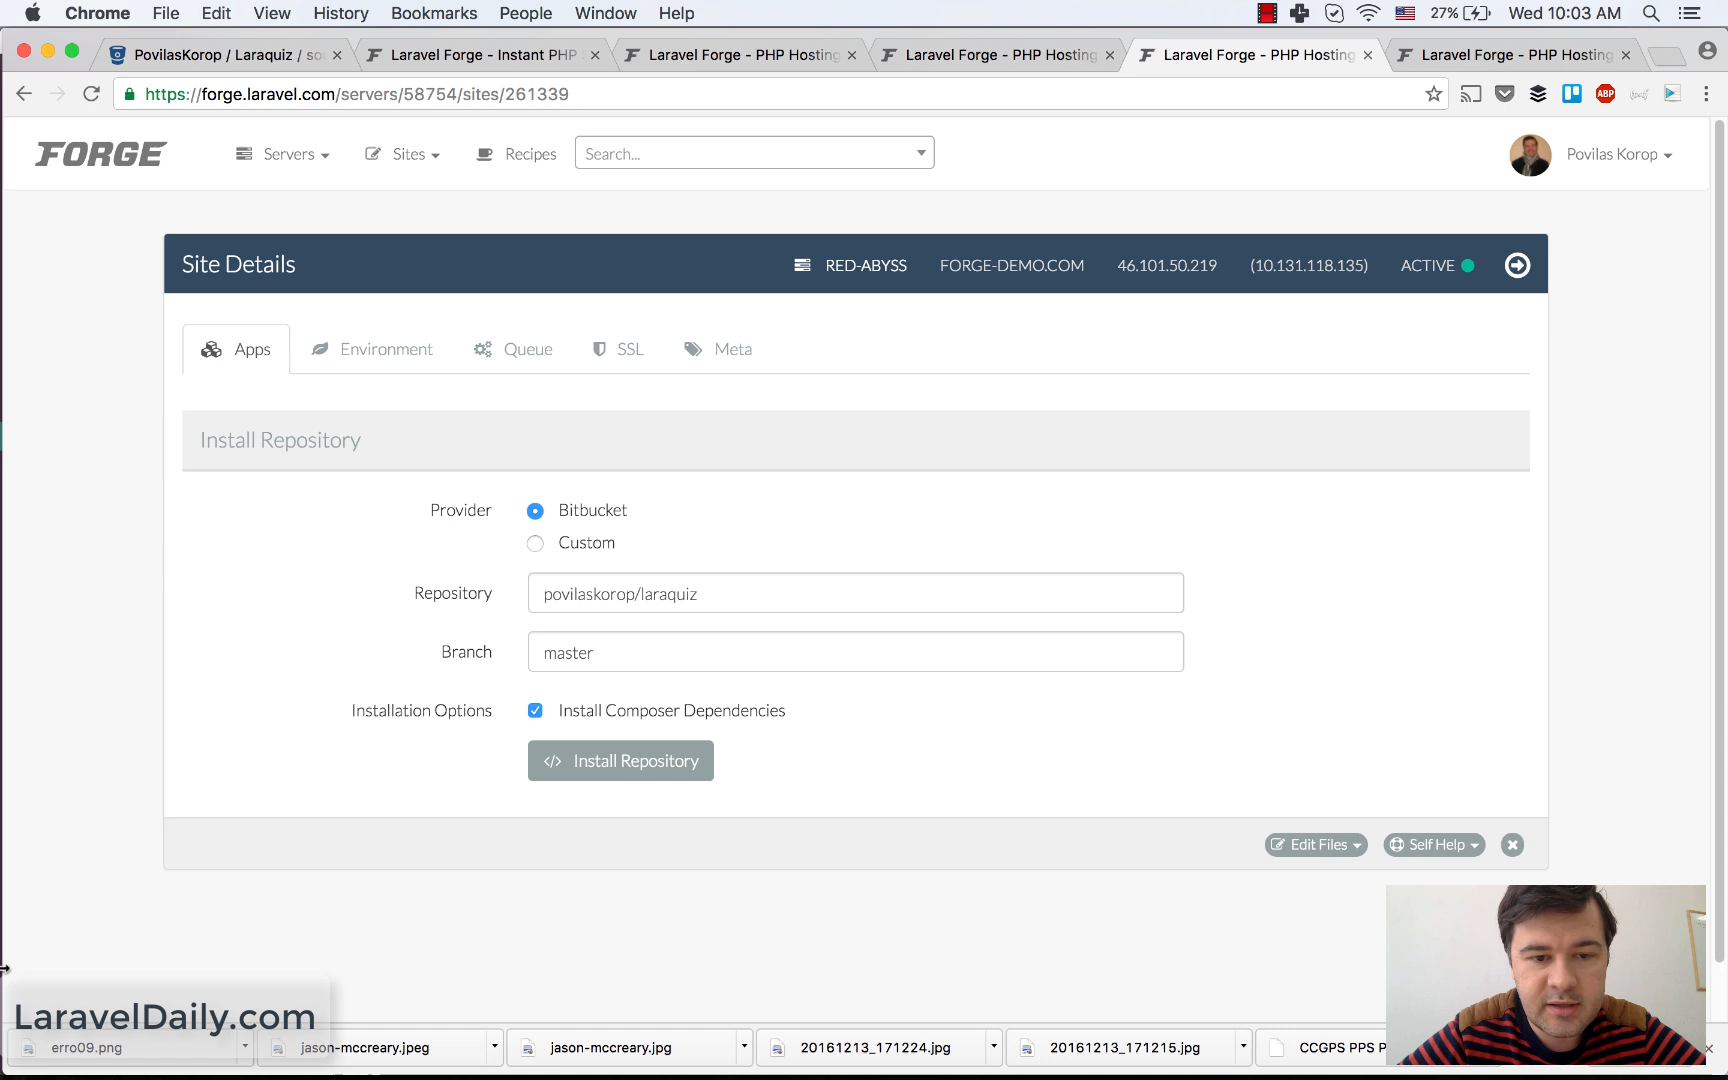 Chrome File Edit View History Bookmarks People Window Help 27% Wed 10:03 AM
PovilasKorop / Laraquiz / sou Laravel Forge - Instant PHP S Laravel Forge - PHP Hosting Laravel Forge - PHP Hosting Laravel Forge - PHP Hosting Laravel Forge - PHP Hosting
https://forge.laravel.com/servers/58754/sites/261339 ABP
FORGE Servers Sites Recipes Search... Povilas Korop
Site Details RED-ABYSS FORGE-DEMO.COM 46.101.50.219 (10.131.118.135) ACTIVE
Apps Environment Queue SSL Meta
Install Repository
Provider Bitbucket
Custom
Repository povilaskorop/laraquiz
Branch master
Installation Options Install Composer Dependencies
</> Install Repository
Edit Files Self Help
LaravelDaily.com
erro09.png jason-mccreary.jpeg jason-mccreary.jpg 20161213_171224.jpg 20161213_171215.jpg CCGPS PPS P